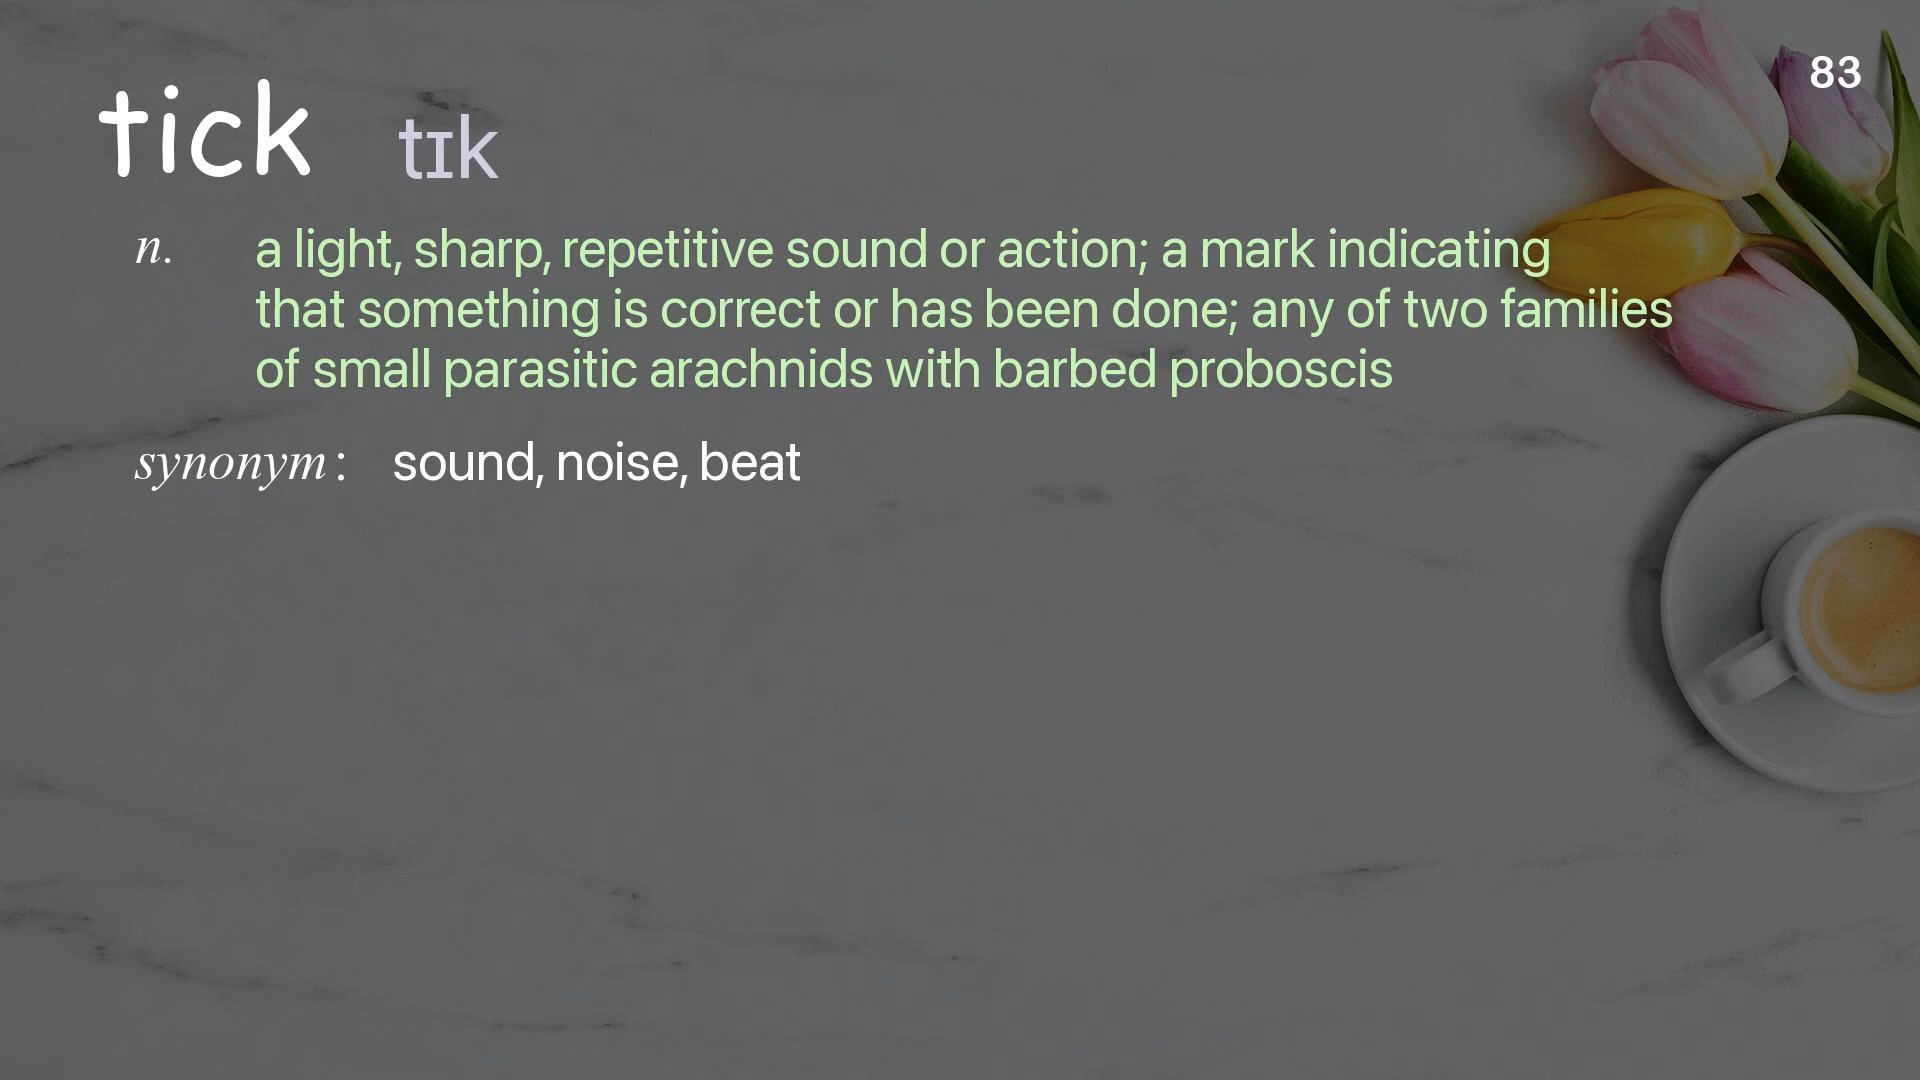 83
tick tɪk
n. a light, sharp, repetitive sound or action; a mark indicating
that something is correct or has been done; any of two families
of small parasitic arachnids with barbed proboscis
synonym: sound, noise, beat